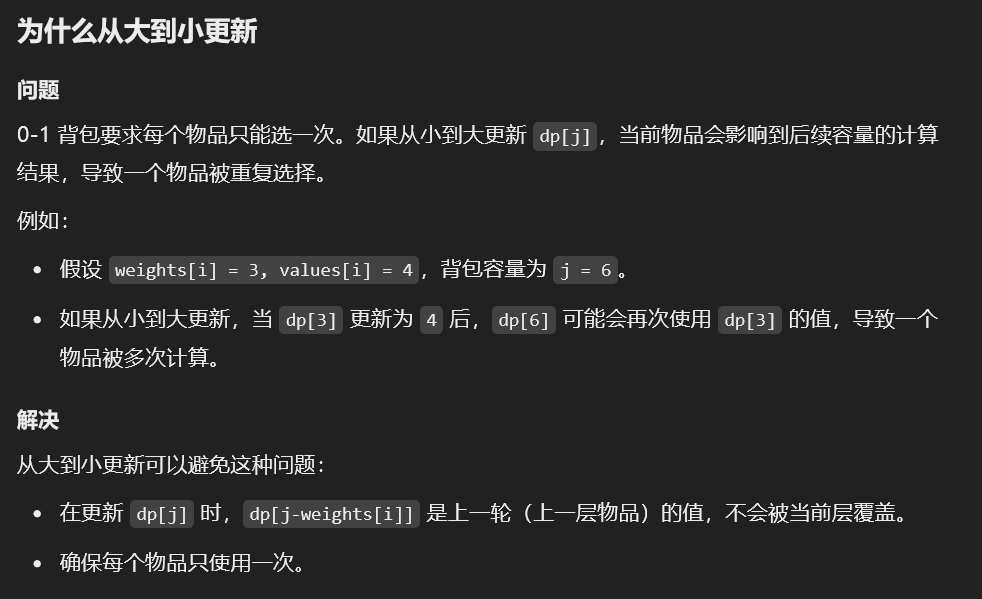 为什么从大到小更新
问题
0-1 背包要求每个物品只能选一次。如果从小到大更新 dp[j]，当前物品会影响到后续容量的计算
结果，导致一个物品被重复选择。
例如：
• 假设 weights[i] = 3, values[i] = 4，背包容量为 j = 6。
• 如果从小到大更新，当 dp[3] 更新为 4 后，dp[6] 可能会再次使用 dp[3] 的值，导致一个
物品被多次计算。
解决
从大到小更新可以避免这种问题：
• 在更新 dp[j] 时，dp[j-weights[i]] 是上一轮（上一层物品）的值，不会被当前层覆盖。
• 确保每个物品只使用一次。